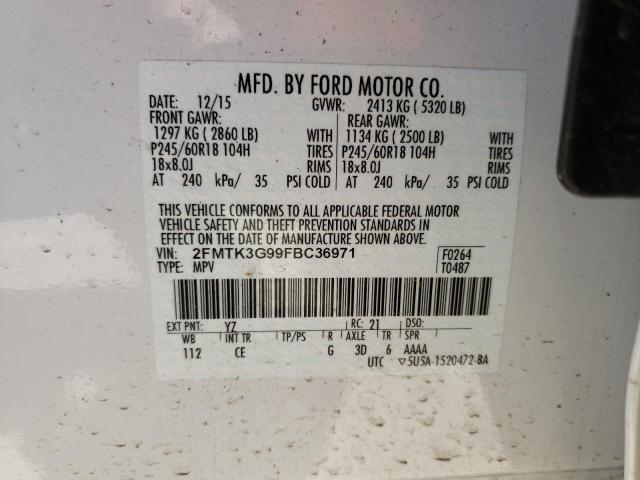 MFD. BY FORD MOTOR CO.
DATE: 12/15 GVWR: 2413 KG ( 5320 LB)
FRONT GAWR: REAR GAWR:
1297 KG ( 2860 LB) WITH 1134 KG ( 2500 LB) WITH
P245/60R18 104H TIRES P245/60R18 104H TIRES
18x8.0J RIMS 18x8.0J RIMS
AT 240 kPa/ 35 PSI COLD AT 240 kPa/ 35 PSI COLD
THIS VEHICLE CONFORMS TO ALL APPLICABLE FEDERAL MOTOR
VEHICLE SAFETY AND THEFT PREVENTION STANDARDS IN
EFFECT ON THE DATE OF MANUFACTURE SHOWN ABOVE.
VIN: 2FMTK3G99FBC36971 F0264
TYPE: MPV T0487
EXT PNT: YZ RC: 21 DSO:
WB INT TR TP/PS R AXLE TR SPR
112 CE G 3D 6 AAAA
UTC ▽5U5A-1520472-BA